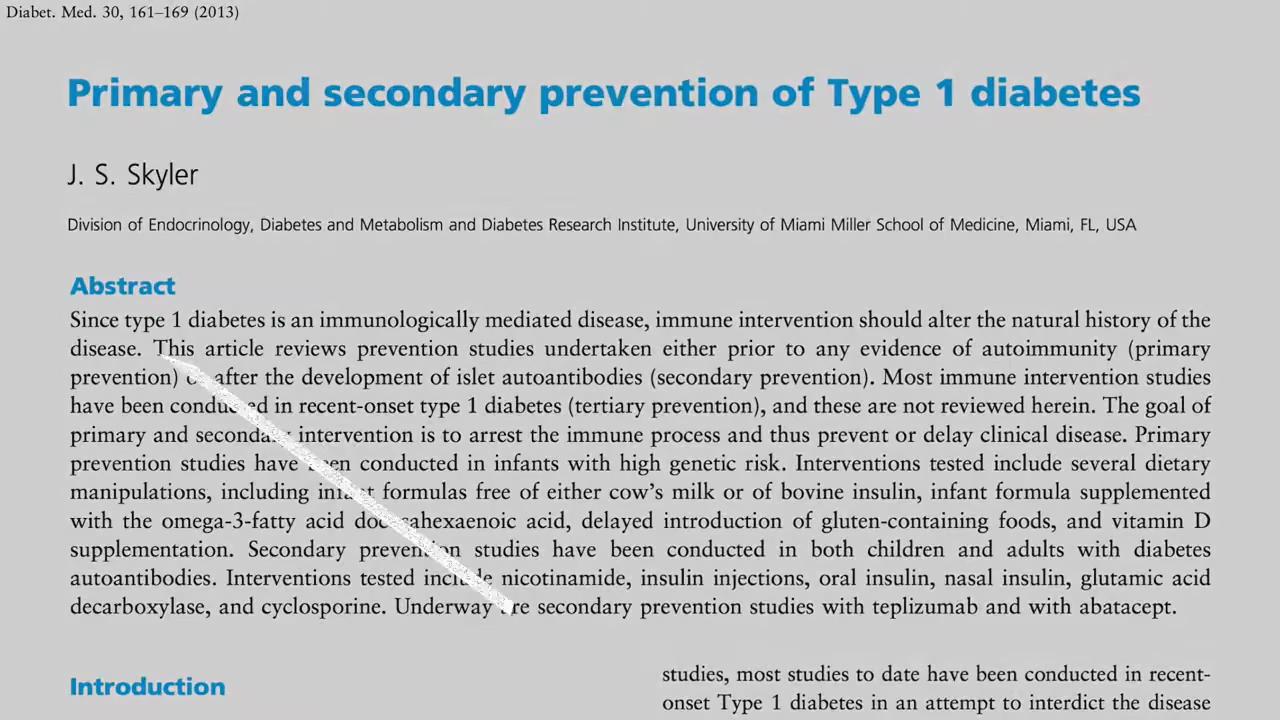 Diabet. Med. 30, 161–169 (2013)
Primary and secondary prevention of Type 1 diabetes
J. S. Skyler
Division of Endocrinology, Diabetes and Metabolism and Diabetes Research Institute, University of Miami Miller School of Medicine, Miami, FL, USA
Abstract
Since type 1 diabetes is an immunologically mediated disease, immune intervention should alter the natural history of the
disease. This article reviews prevention studies undertaken either prior to any evidence of autoimmunity (primary
prevention) or after the development of islet autoantibodies (secondary prevention). Most immune intervention studies
have been conducted in recent-onset type 1 diabetes (tertiary prevention), and these are not reviewed herein. The goal of
primary and secondary intervention is to arrest the immune process and thus prevent or delay clinical disease. Primary
prevention studies have been conducted in infants with high genetic risk. Interventions tested include several dietary
manipulations, including infant formulas free of either cow's milk or of bovine insulin, infant formula supplemented
with the omega-3-fatty acid docosahexaenoic acid, delayed introduction of gluten-containing foods, and vitamin D
supplementation. Secondary prevention studies have been conducted in both children and adults with diabetes
autoantibodies. Interventions tested include nicotinamide, insulin injections, oral insulin, nasal insulin, glutamic acid
decarboxylase, and cyclosporine. Underway are secondary prevention studies with teplizumab and with abatacept.
Introduction
studies, most studies to date have been conducted in recent-
onset Type 1 diabetes in an attempt to interdict the disease